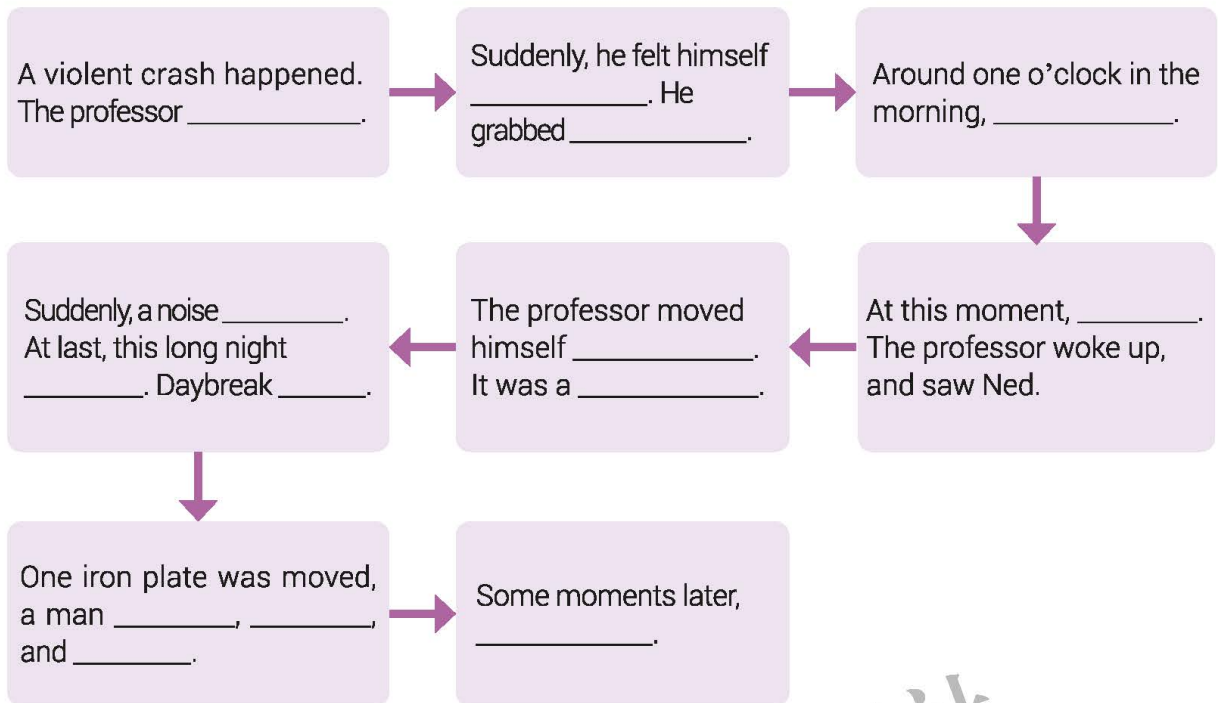 A violent crash happened.
The professor ____________.
Suddenly, he felt himself
____________. He
grabbed ____________.
Around one o’clock in the
morning, ____________.
At this moment, ________.
The professor woke up,
and saw Ned.
The professor moved
himself ____________.
It was a ____________.
Suddenly, a noise ________.
At last, this long night
________. Daybreak ______.
One iron plate was moved,
a man ________, ________,
and ________.
Some moments later,
____________.